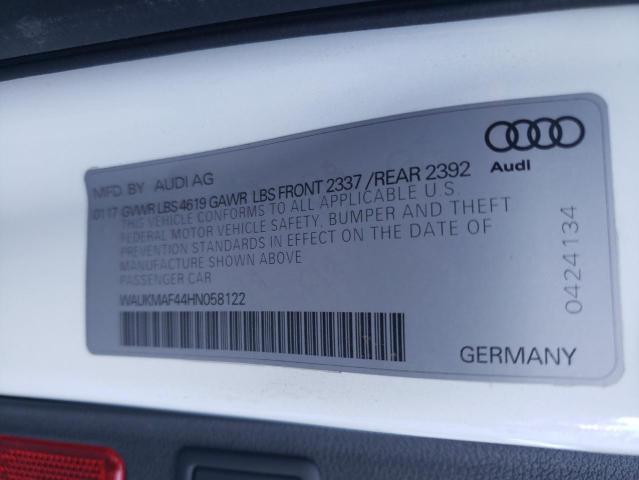 MFD. BY AUDI AG
0117 GVWR LBS 4619 GAWR LBS FRONT 2337 / REAR 2392
THIS VEHICLE CONFORMS TO ALL APPLICABLE U.S.
FEDERAL MOTOR VEHICLE SAFETY, BUMPER AND THEFT
PREVENTION STANDARDS IN EFFECT ON THE DATE OF
MANUFACTURE SHOWN ABOVE
PASSENGER CAR
WAUKMAF44HN058122
Audi
0424134
GERMANY